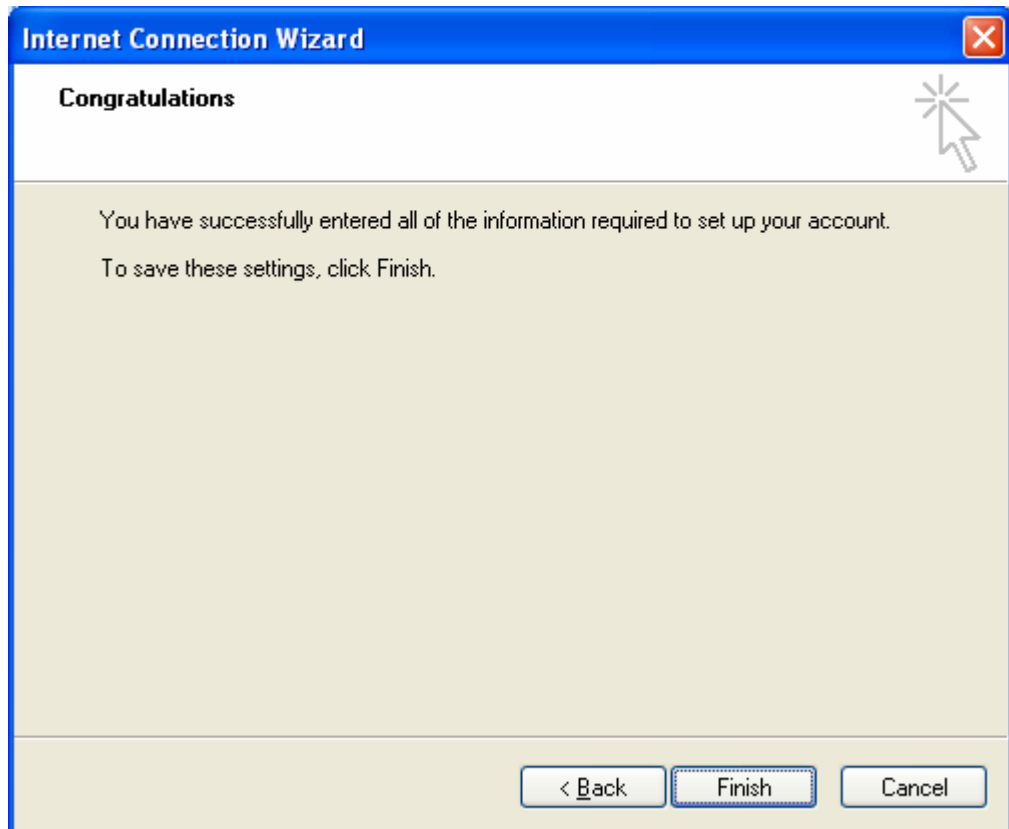 Internet Connection Wizard
Congratulations
You have successfully entered all of the information required to set up your account.
To save these settings, click Finish.
< Back
Finish
Cancel